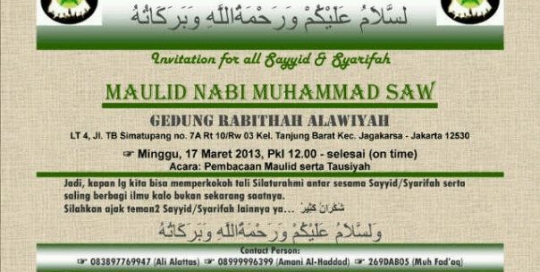 لسَّلاَمُ عَلَيْكُمْ وَرَحْمَةُاللَّهِ وَبَرَكَاتُهُ
Invitation for all Sayyid & Syarifah
MAULID NABI MUHAMMAD SAW
GEDUNG RABITHAH ALAWIYAH
LT 4, Jl. TB Simatupang no. 7A Rt 10/Rw 03 Kel. Tanjung Barat Kec. Jagakarsa - Jakarta 12530
☞ Minggu, 17 Maret 2013, Pkl 12.00 - selesai (on time)
Acara: Pembacaan Maulid serta Tausiyah
Jadi, kapan lg kita bisa memperkokoh tali Silaturahmi antar sesama Sayyid/Syarifah serta
saling berbagi ilmu kalo bukan sekarang saatnya.
Silahkan ajak teman2 Sayyid/Syarifah lainnya ya... شُكْرَانْ كَثِيْرً
وَلسَّلاَمُ عَلَيْكُمْ وَرَحْمَةُاللَّهِ وَبَرَكَاتُهُ
Contact Person:
☞ 083897769947 (Ali Alattas) ☞ 08999996399 (Amani Al-Haddad) ☞ 269DAB05 (Muh Fad'aq)